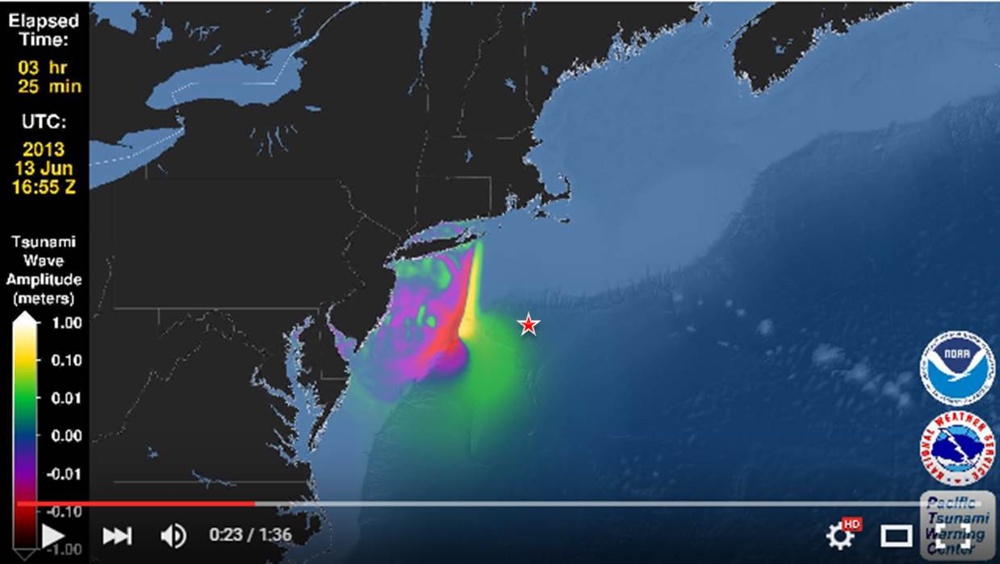 Elapsed
Time:
03 hr
25 min
UTC:
2013
13 Jun
16:55 Z
Tsunami
Wave
Amplitude
(meters)
1.00
0.10
0.01
0.00
-0.01
-0.10
-1.00
NOAA
NATIONAL WEATHER SERVICE
Pacific
Tsunami
Warning
Center
0:23 / 1:36
HD